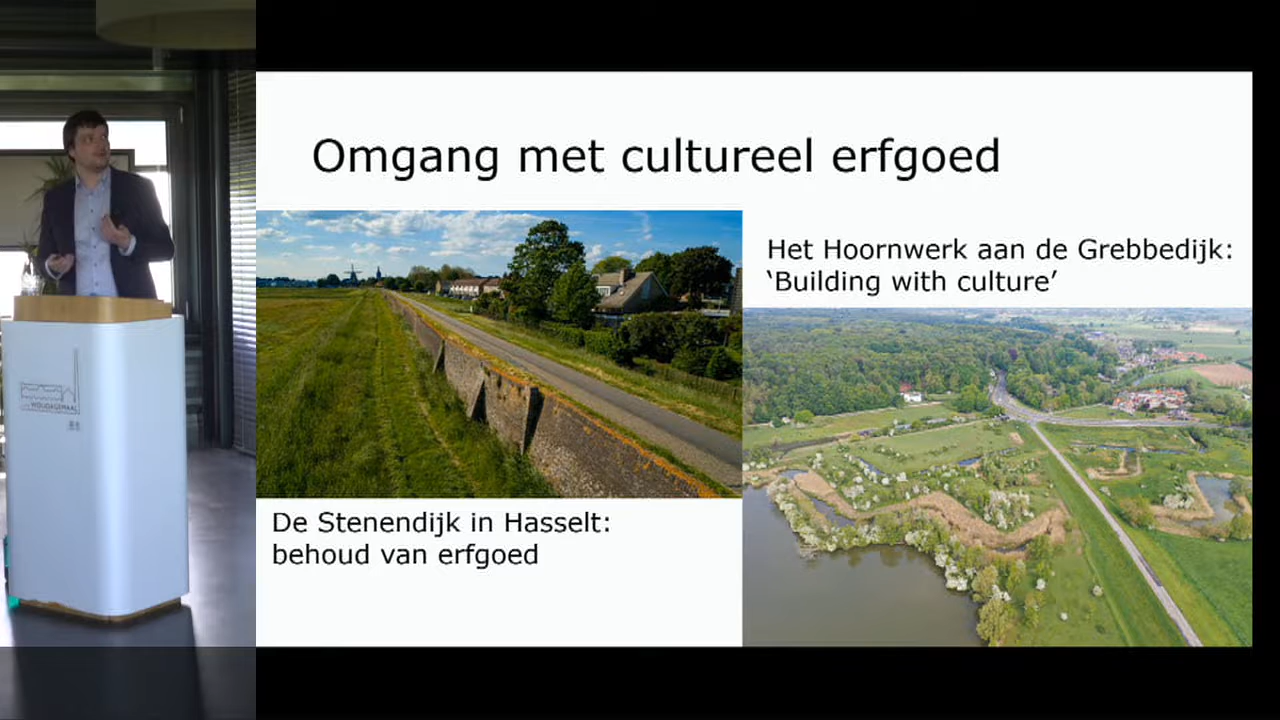 Omgang met cultureel erfgoed
Het Hoornwerk aan de Grebbedijk:
‘Building with culture’
De Stenendijk in Hasselt:
behoud van erfgoed
WOUDAGEMAAL